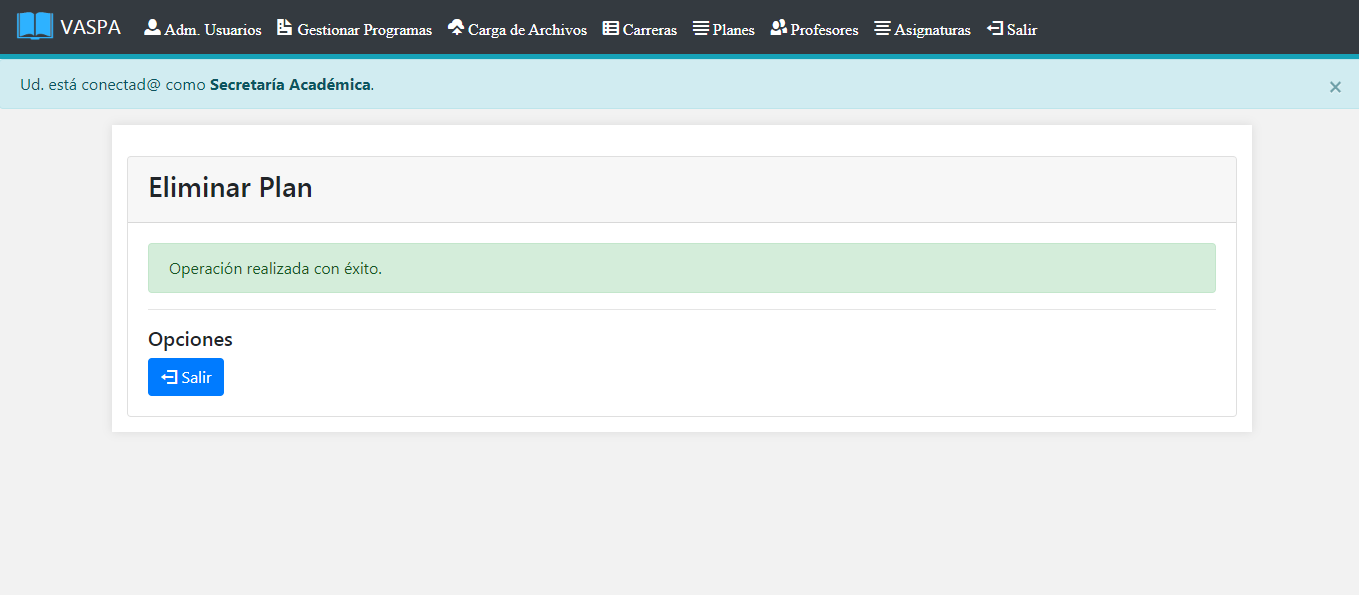 VASPA Adm. Usuarios Gestionar Programas Carga de Archivos Carreras Planes Profesores Asignaturas Salir
Ud. está conectad@ como Secretaría Académica. ×
Eliminar Plan
Operación realizada con éxito.
Opciones
Salir